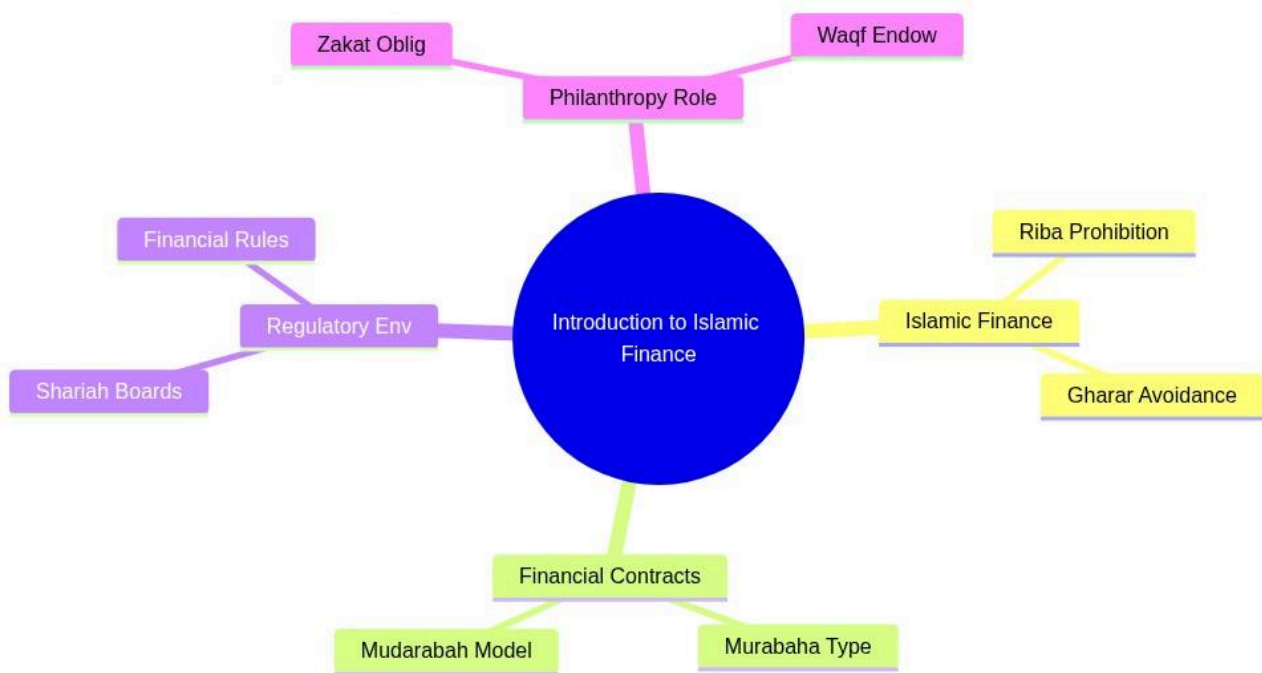 Zakat Oblig
Waqf Endow
Philanthropy Role
Financial Rules
Regulatory Env
Shariah Boards
Introduction to Islamic
Finance
Riba Prohibition
Islamic Finance
Gharar Avoidance
Financial Contracts
Mudarabah Model
Murabaha Type